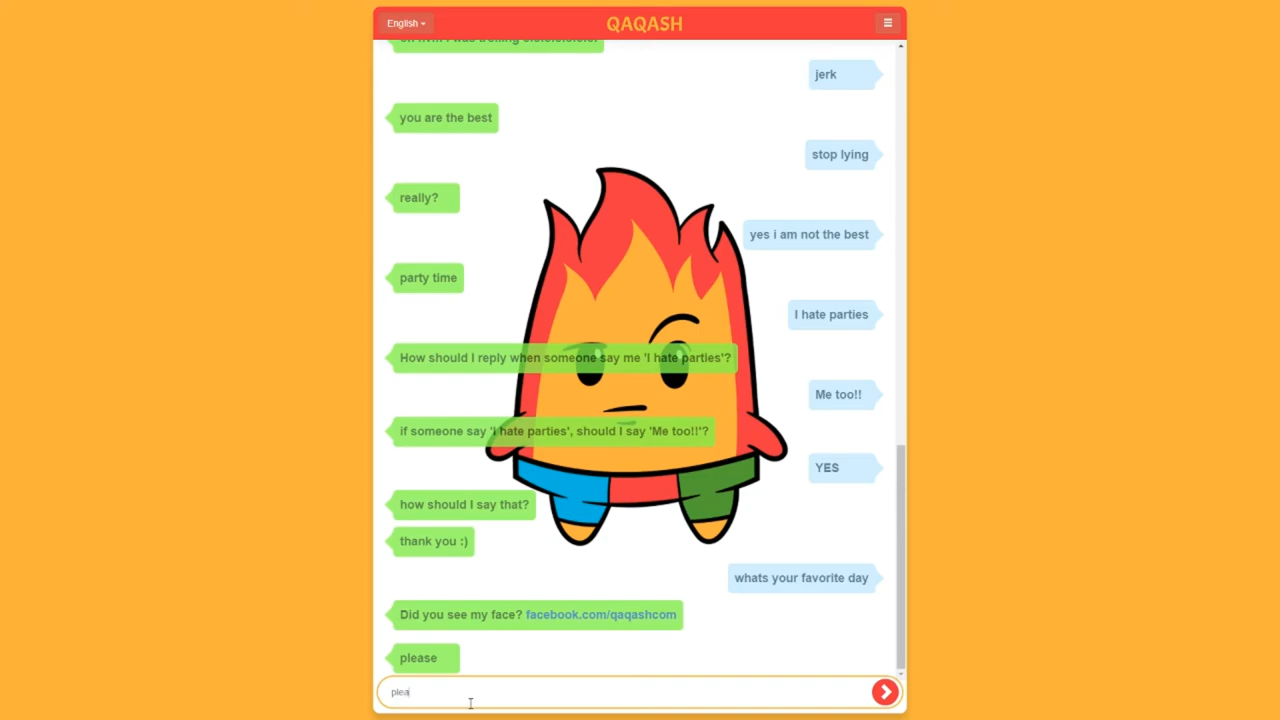 English
QAQASH
jerk
you are the best
stop lying
really?
yes i am not the best
party time
I hate parties
How should I reply when someone say me 'I hate parties'?
Me too!!
if someone say 'I hate parties', should I say 'Me too!!'?
YES
how should I say that?
thank you :)
whats your favorite day
Did you see my face? facebook.com/qaqashcom
please
plea